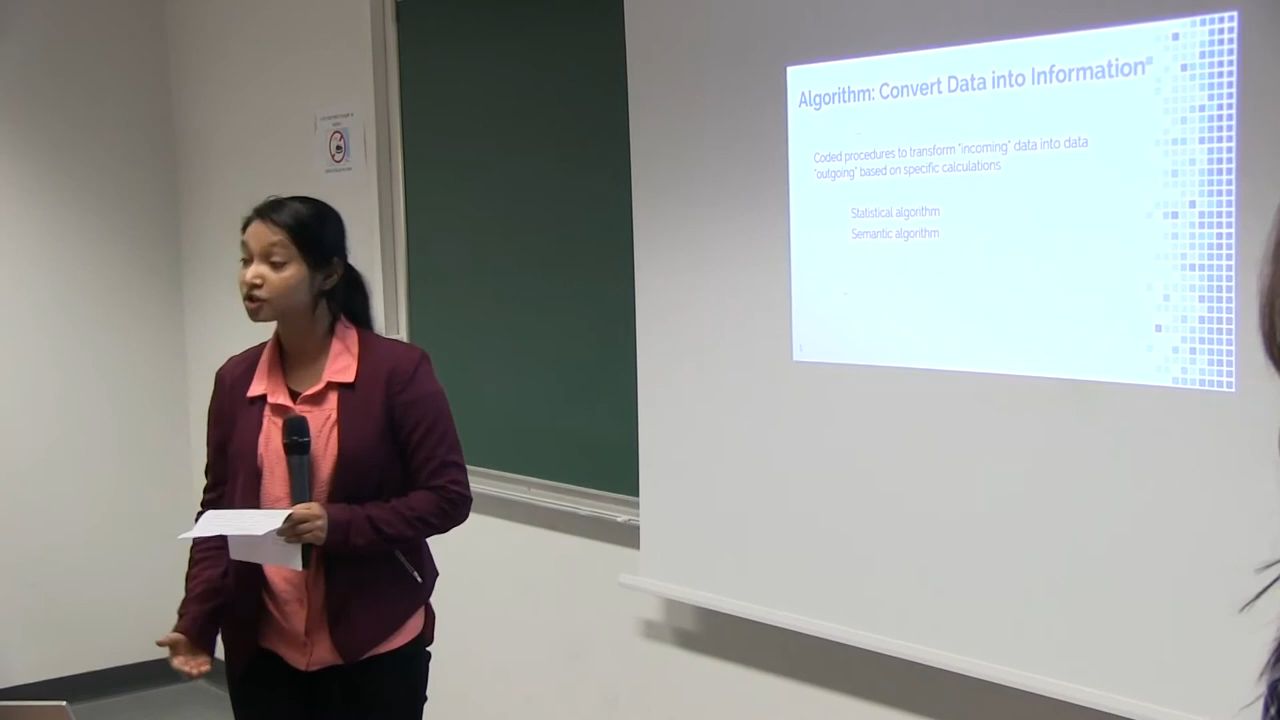 Algorithm: Convert Data into Information
Coded procedures to transform "incoming" data into data
"outgoing" based on specific calculations
Statistical algorithm
Semantic algorithm